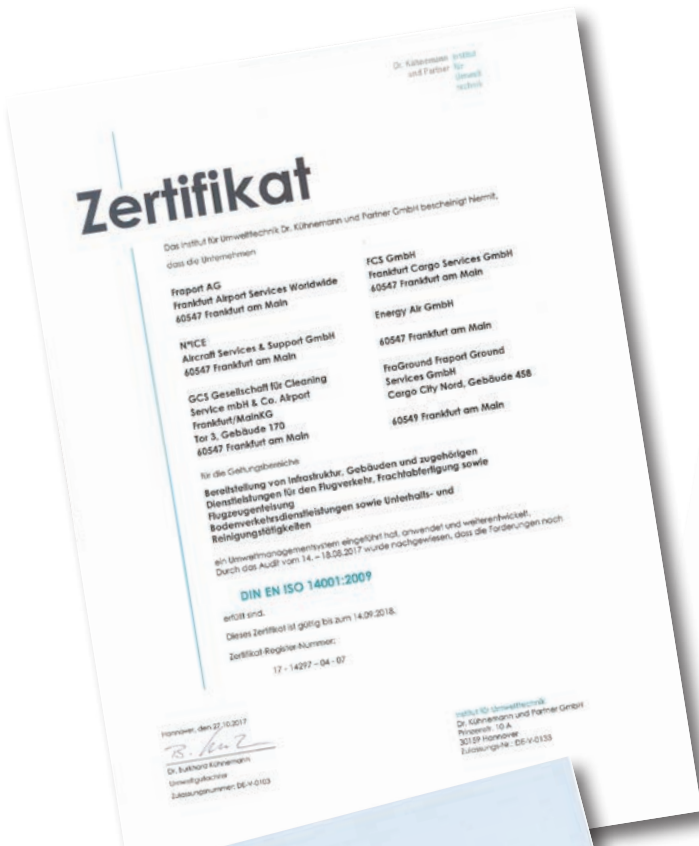 Dr. Kühnemann Institut
und Partner für
Umwelt
technik
Zertifikat
Das Institut für Umwelttechnik Dr. Kühnemann und Partner GmbH bescheinigt hiermit,
dass die Unternehmen
Fraport AG
Frankfurt Airport Services Worldwide
60547 Frankfurt am Main
N*ICE
Aircraft Services & Support GmbH
60547 Frankfurt am Main
GCS Gesellschaft für Cleaning
Service mbH & Co. Airport
Frankfurt/MainKG
Tor 3, Gebäude 170
60547 Frankfurt am Main
FCS GmbH
Frankfurt Cargo Services GmbH
60547 Frankfurt am Main
Energy Air GmbH
60547 Frankfurt am Main
FraGround Fraport Ground
Services GmbH
Cargo City Nord, Gebäude 458
60549 Frankfurt am Main
für die Geltungsbereiche
Bereitstellung von Infrastruktur, Gebäuden und zugehörigen
Dienstleistungen für den Flugverkehr, Frachtabfertigung sowie
Flugzeugenteisung
Bodenverkehrsdienstleistungen sowie Unterhalts- und
Reinigungstätigkeiten
ein Umweltmanagementsystem eingeführt hat, anwendet und weiterentwickelt.
Durch das Audit vom 14. – 18.08.2017 wurde nachgewiesen, dass die Forderungen nach
DIN EN ISO 14001:2009
erfüllt sind.
Dieses Zertifikat ist gültig bis zum 14.09.2018.
Zertifikat-Register-Nummer:
17 - 14297 – 04 - 07
Hannover, den 27.10.2017
Dr. Burkhard Kühnemann
Umweltgutachter
Zulassungsnummer: DE-V-0103
Institut für Umwelttechnik
Dr. Kühnemann und Partner GmbH
Prinzenstr. 10 A
30159 Hannover
Zulassungs-Nr.: DE-V-0133